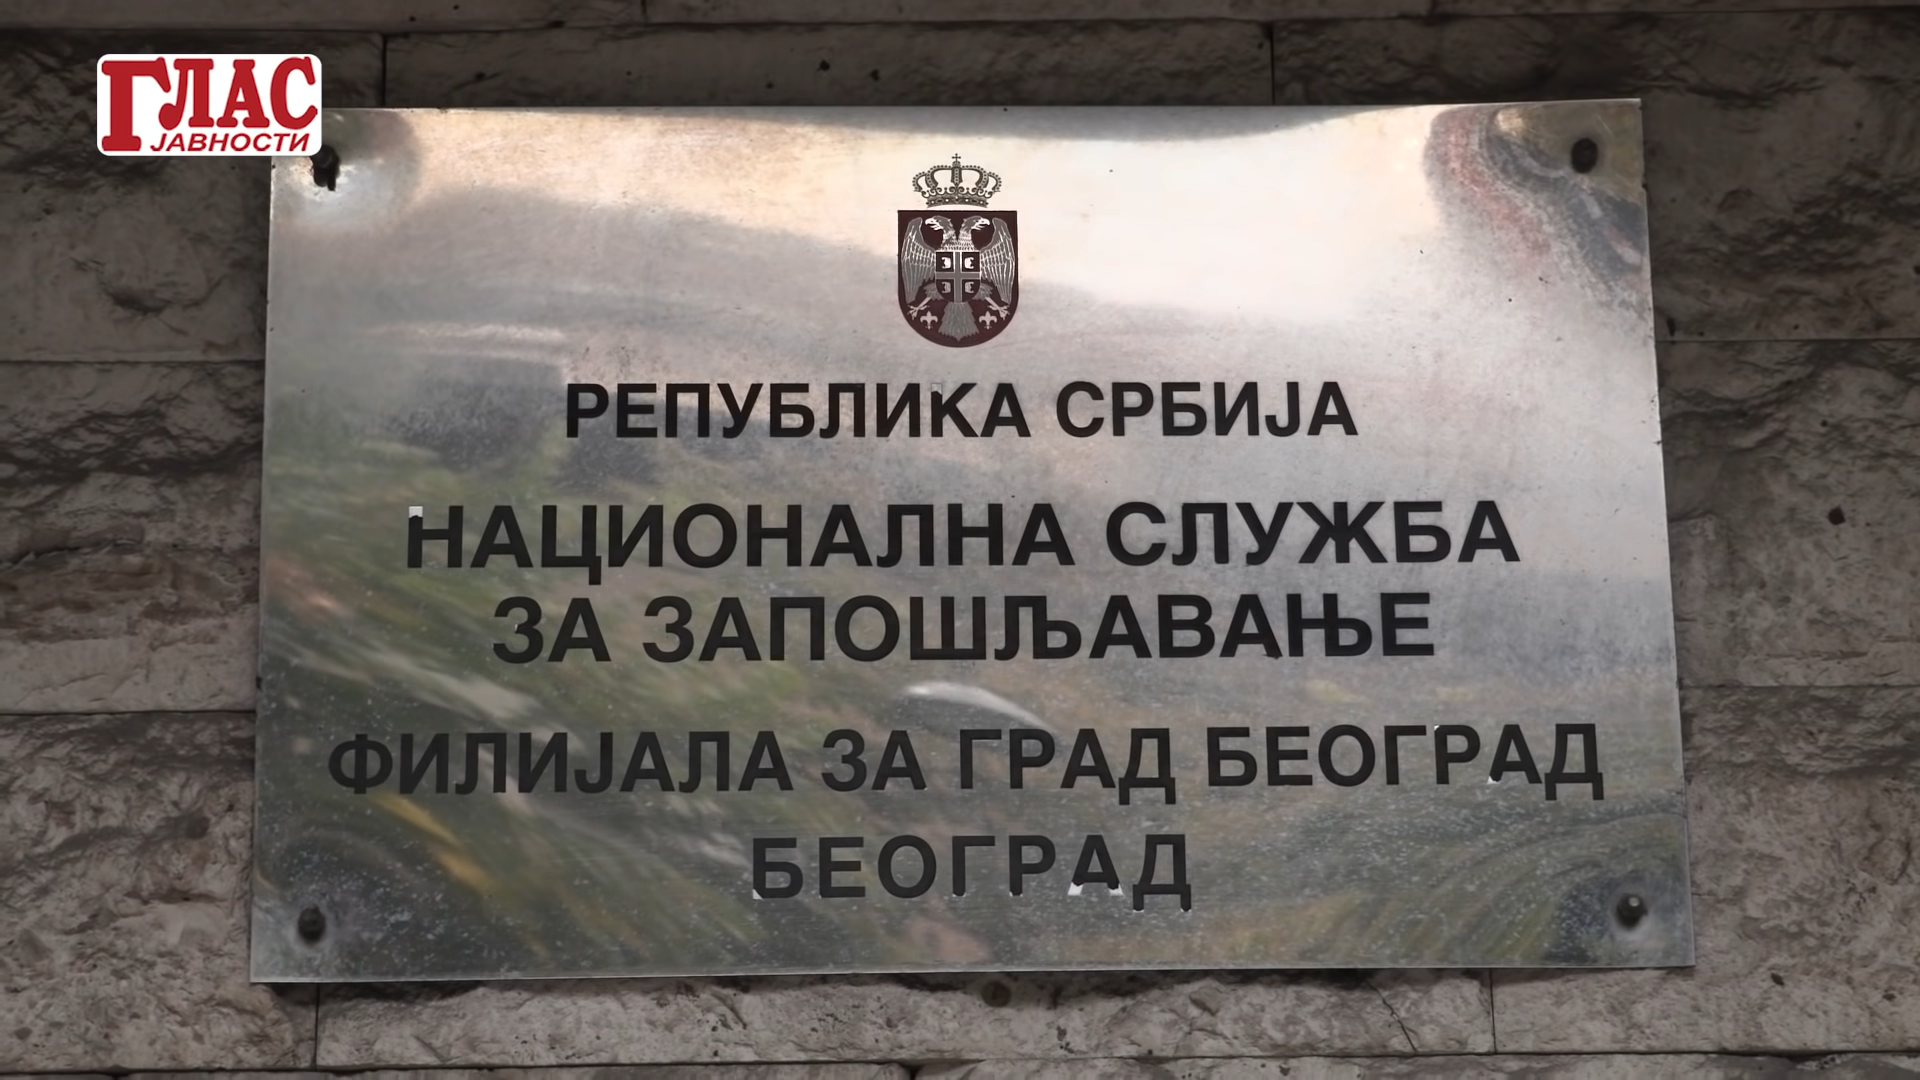 ГЛАС
ЈАВНОСТИ
РЕПУБЛИКА СРБИЈА
НАЦИОНАЛНА СЛУЖБА
ЗА ЗАПОШЉАВАЊЕ
ФИЛИЈАЛА ЗА ГРАД БЕОГРАД
БЕОГРАД